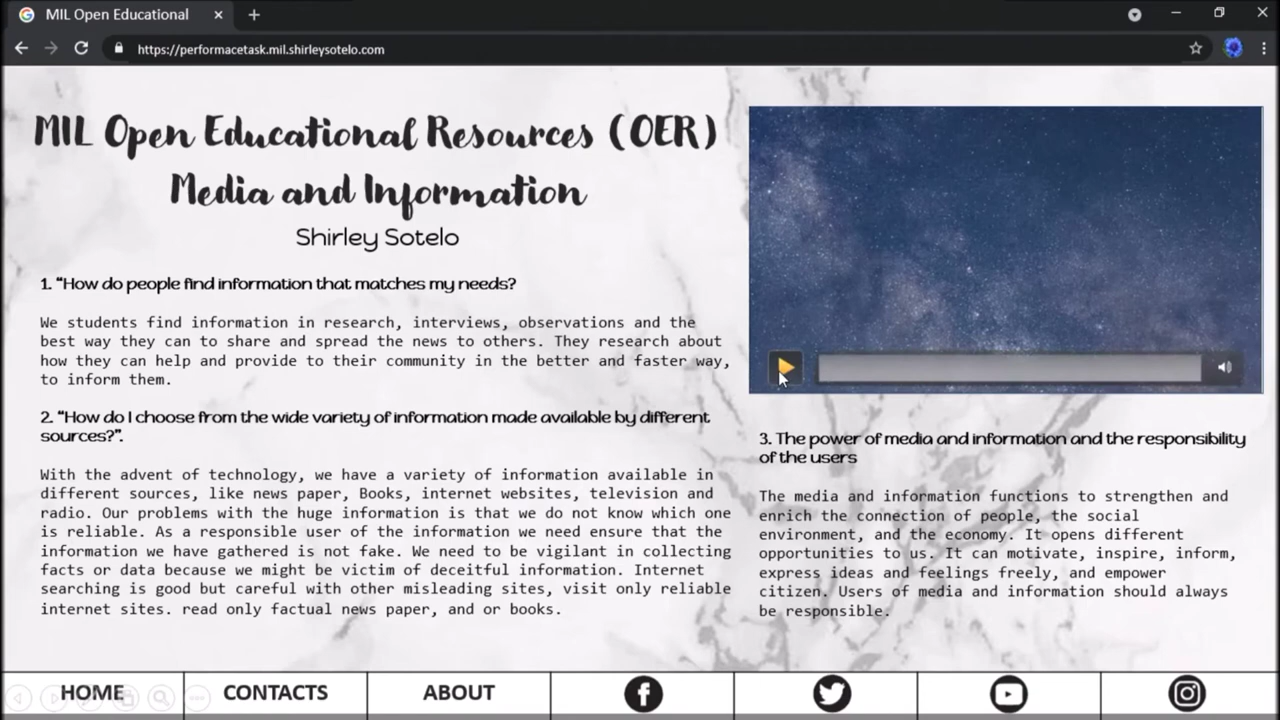 MIL Open Educational
https://performacetask.mil.shirleysotelo.com
MIL Open Educational Resources (OER)
Media and Information
Shirley Sotelo
1. “How do people find information that matches my needs?
We students find information in research, interviews, observations and the
best way they can to share and spread the news to others. They research about
how they can help and provide to their community in the better and faster way,
to inform them.
2. “How do I choose from the wide variety of information made available by different
sources?”.
With the advent of technology, we have a variety of information available in
different sources, like news paper, Books, internet websites, television and
radio. Our problems with the huge information is that we do not know which one
is reliable. As a responsible user of the information we need ensure that the
information we have gathered is not fake. We need to be vigilant in collecting
facts or data because we might be victim of deceitful information. Internet
searching is good but careful with other misleading sites, visit only reliable
internet sites. read only factual news paper, and or books.
3. The power of media and information and the responsibility
of the users
The media and information functions to strengthen and
enrich the connection of people, the social
environment, and the economy. It opens different
opportunities to us. It can motivate, inspire, inform,
express ideas and feelings freely, and empower
citizen. Users of media and information should always
be responsible.
HOME
CONTACTS
ABOUT